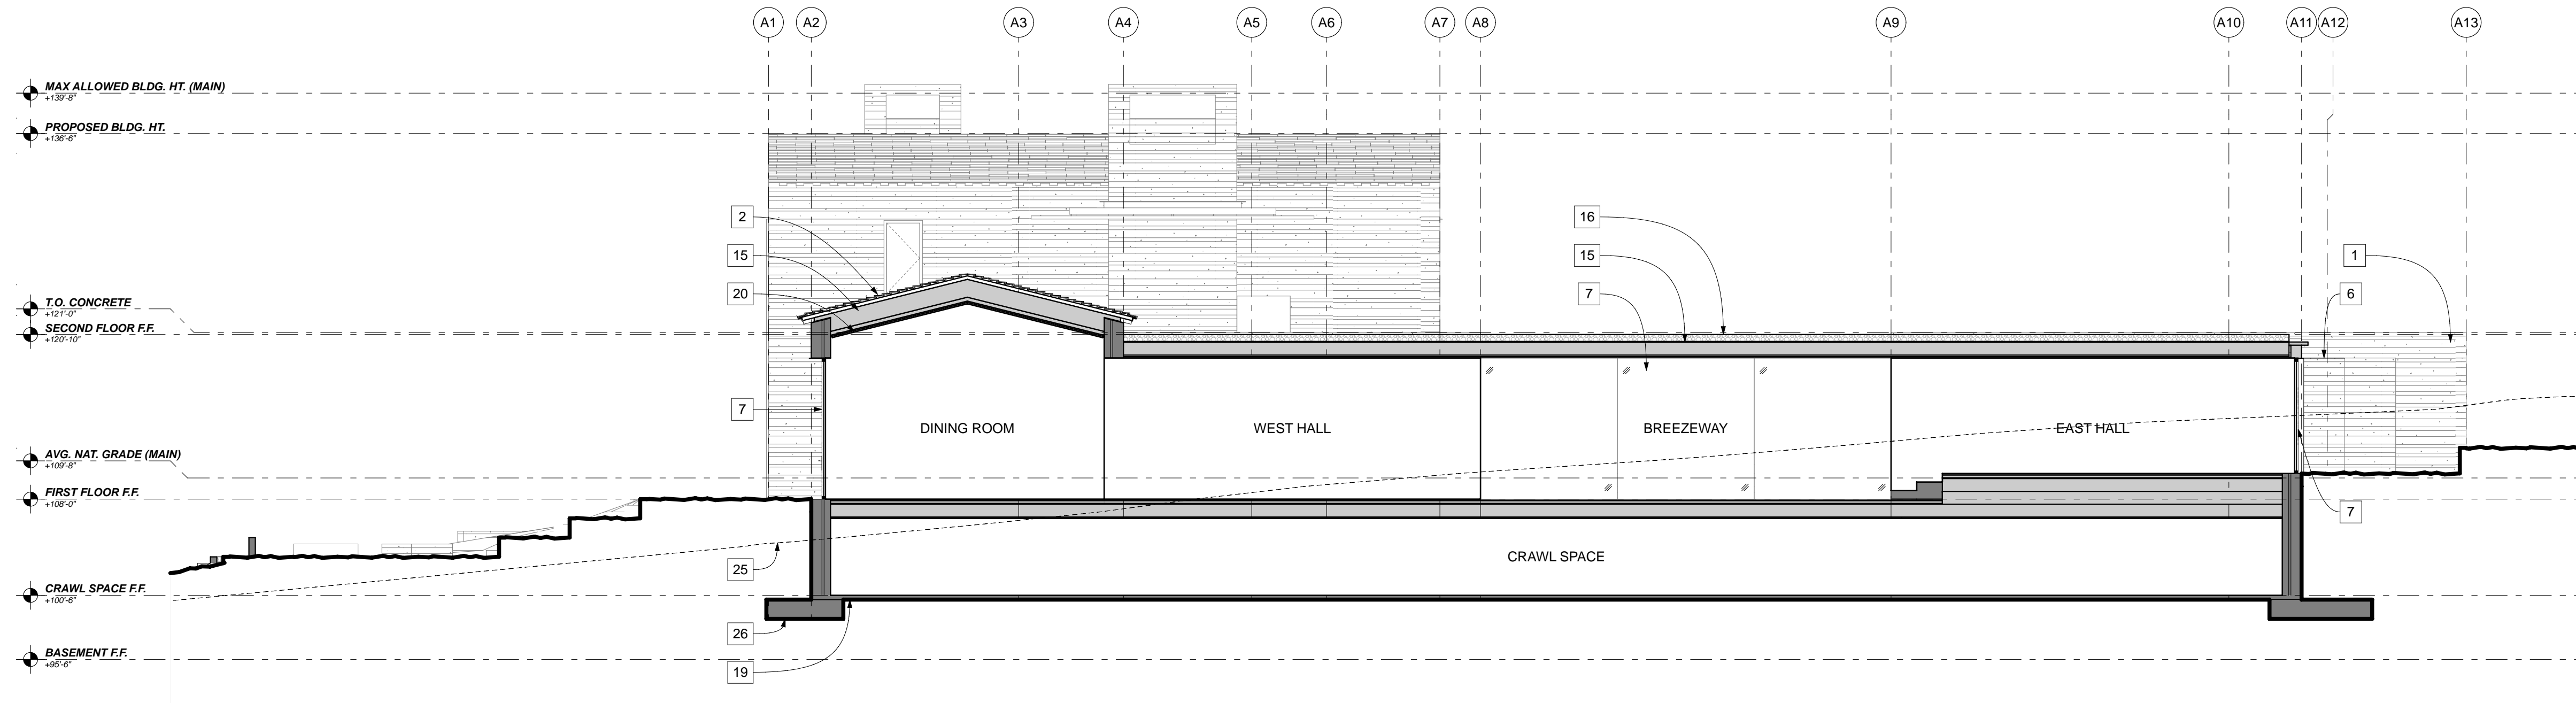 A1 A2 A3 A4 A5 A6 A7 A8 A9 A10 A11 A12 A13
MAX ALLOWED BLDG. HT. (MAIN)
+139'-8"
PROPOSED BLDG. HT.
+136'-6"
2
16
15
15
1
20
7
6
T.O. CONCRETE
+121'-0"
SECOND FLOOR F.F.
+120'-10"
7
DINING ROOM
WEST HALL
BREEZEWAY
EAST HALL
AVG. NAT. GRADE (MAIN)
+109'-8"
FIRST FLOOR F.F.
+108'-0"
7
CRAWL SPACE
25
CRAWL SPACE F.F.
+100'-6"
26
BASEMENT F.F.
+95'-6"
19